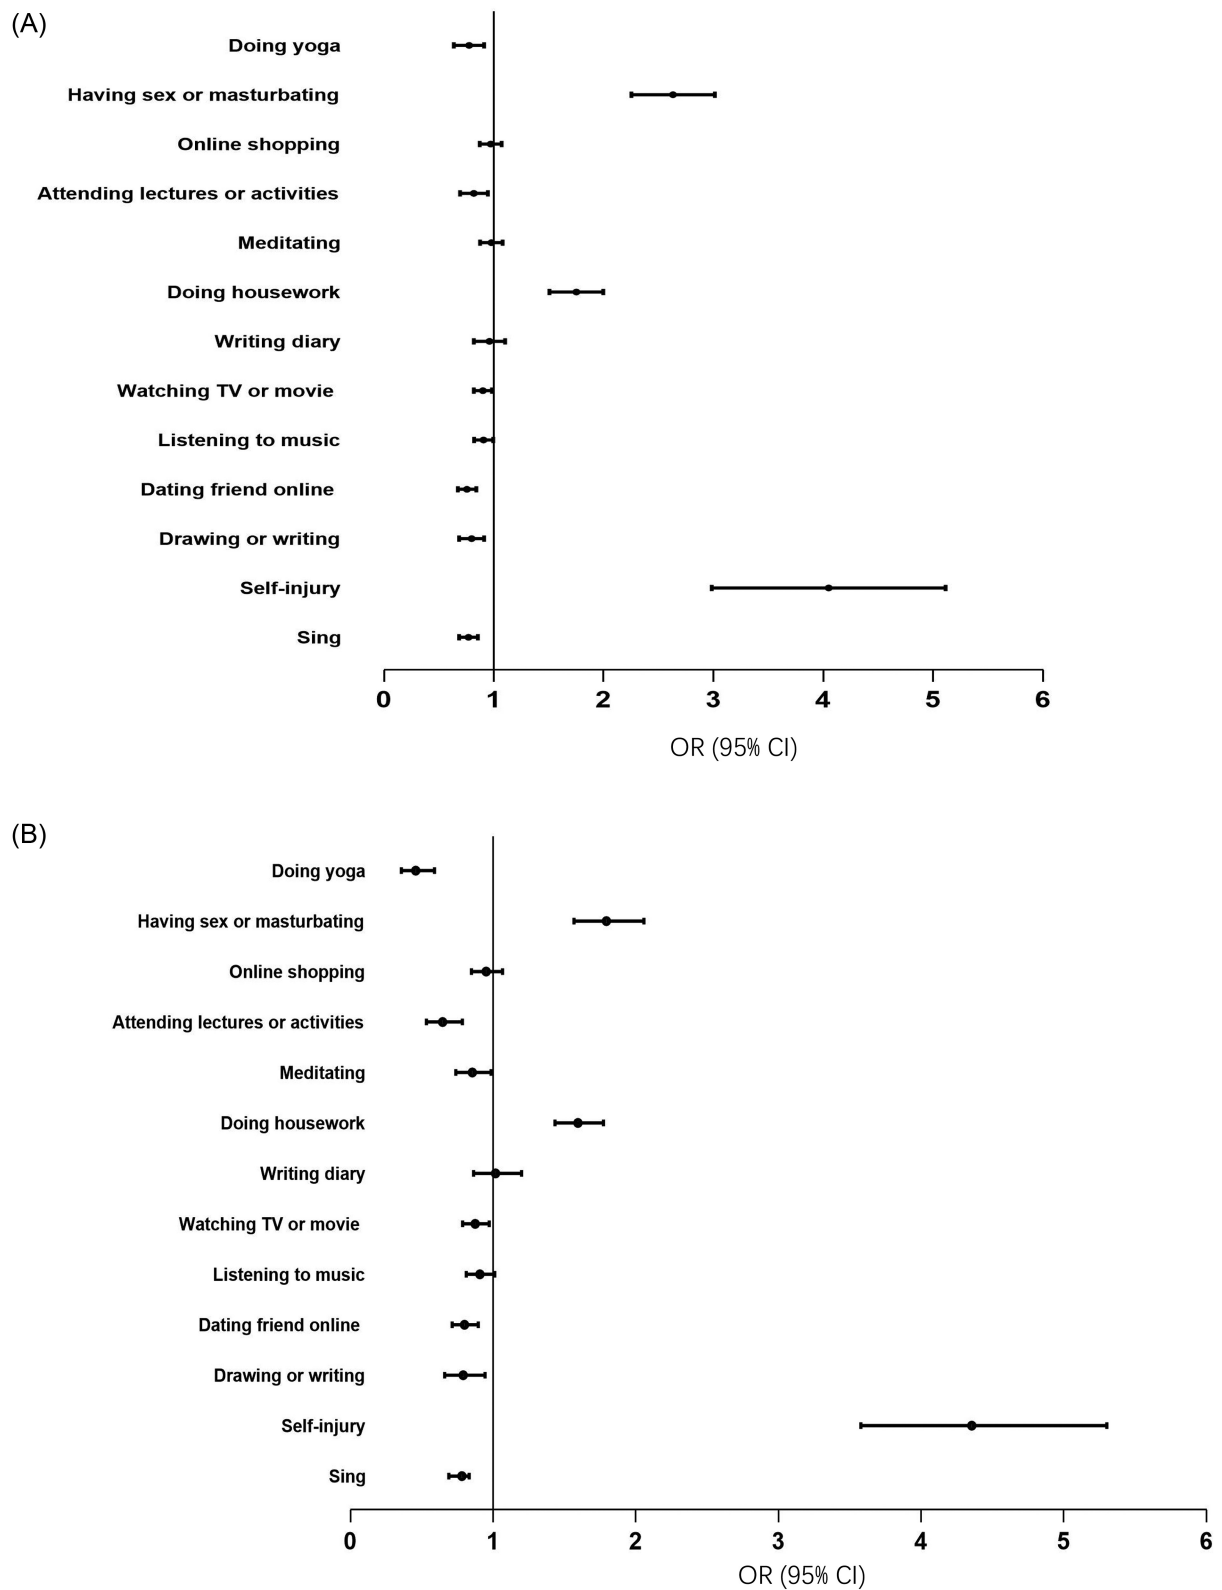 (A)
Doing yoga
Having sex or masturbating
Online shopping
Attending lectures or activities
Meditating
Doing housework
Writing diary
Watching TV or movie
Listening to music
Dating friend online
Drawing or writing
Self-injury
Sing
0 1 2 3 4 5 6
OR (95% CI)
(B)
Doing yoga
Having sex or masturbating
Online shopping
Attending lectures or activities
Meditating
Doing housework
Writing diary
Watching TV or movie
Listening to music
Dating friend online
Drawing or writing
Self-injury
Sing
0 1 2 3 4 5 6
OR (95% CI)